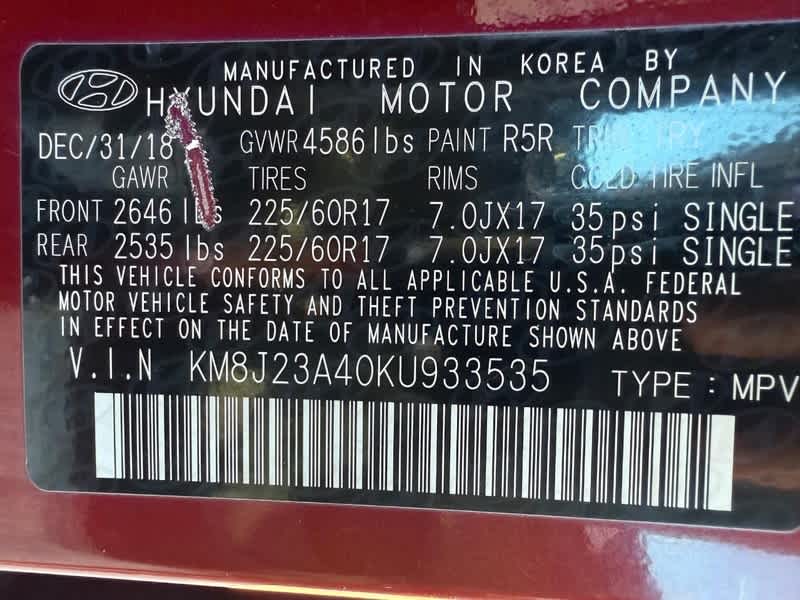 MANUFACTURED IN KOREA BY
HYUNDAI MOTOR COMPANY
DEC/31/18 GVWR 4586 lbs PAINT R5R
GAWR TIRES RIMS COLD TIRE INFL
FRONT 2646 lbs 225/60R17 7.0JX17 35psi SINGLE
REAR 2535 lbs 225/60R17 7.0JX17 35psi SINGLE
THIS VEHICLE CONFORMS TO ALL APPLICABLE U.S.A. FEDERAL
MOTOR VEHICLE SAFETY AND THEFT PREVENTION STANDARDS
IN EFFECT ON THE DATE OF MANUFACTURE SHOWN ABOVE
V.I.N KM8J23A40KU933535 TYPE : MPV